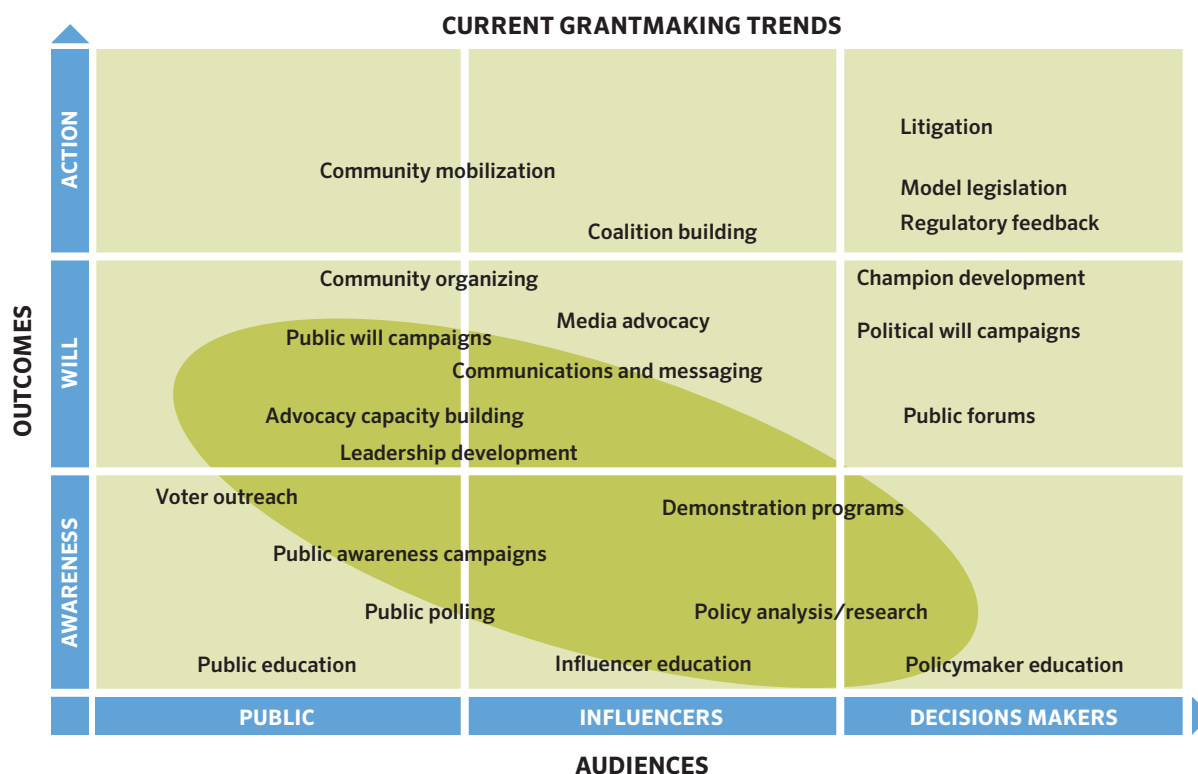 CURRENT GRANTMAKING TRENDS
OUTCOMES
ACTION
Litigation
Community mobilization
Model legislation
Regulatory feedback
Coalition building
WILL
Community organizing
Champion development
Media advocacy
Political will campaigns
Public will campaigns
Communications and messaging
Advocacy capacity building
Public forums
Leadership development
AWARENESS
Voter outreach
Demonstration programs
Public awareness campaigns
Public polling
Policy analysis/research
Public education
Influencer education
Policymaker education
PUBLIC
INFLUENCERS
DECISIONS MAKERS
AUDIENCES